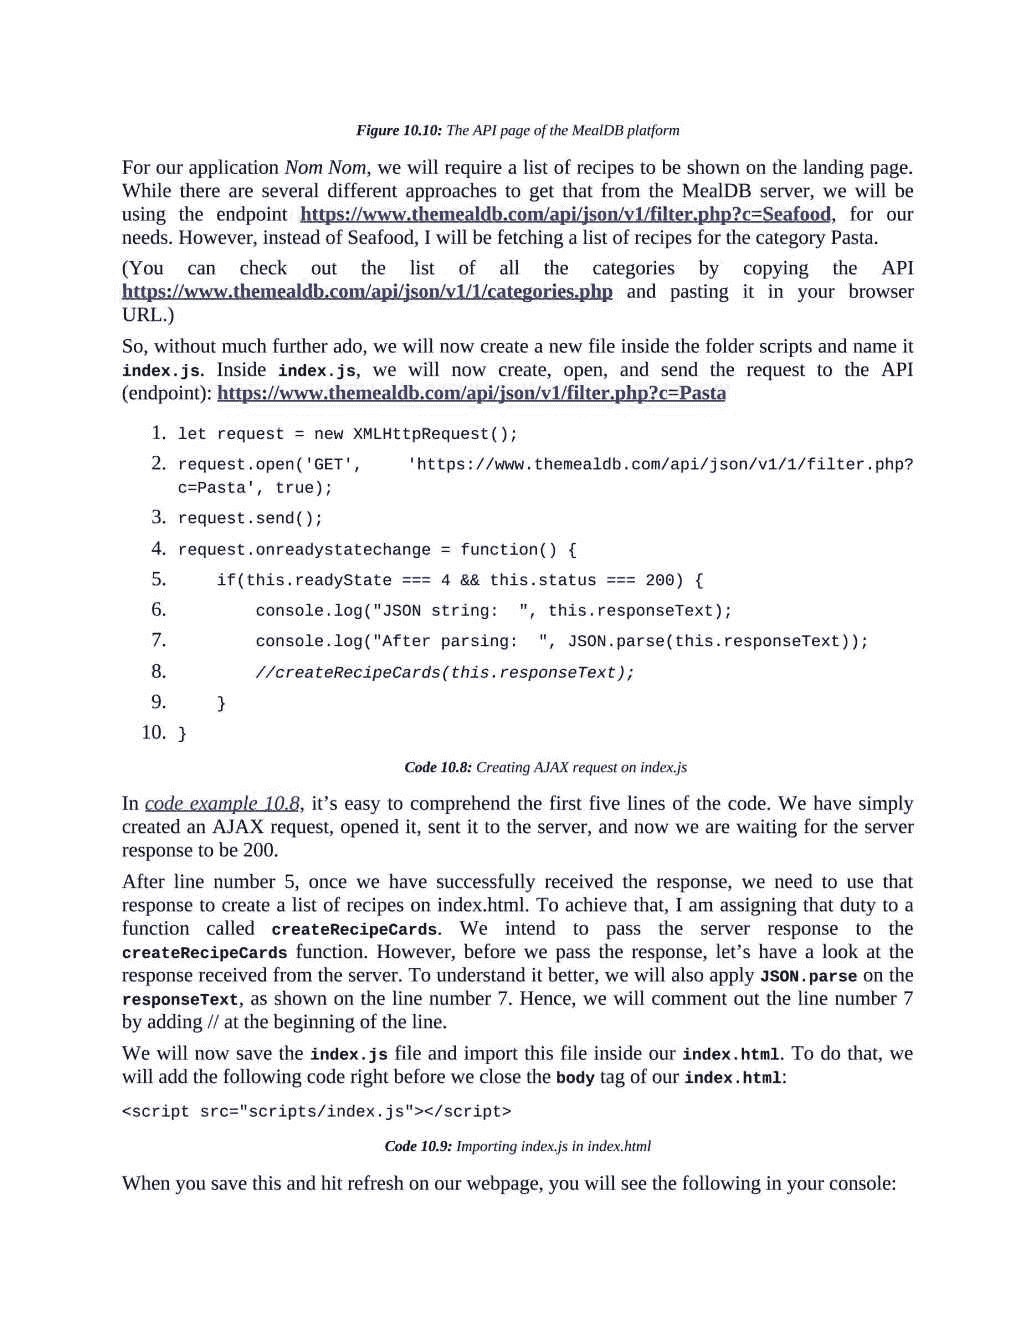 Figure 10.10: The API page of the MealDB platform
For our application Nom Nom, we will require a list of recipes to be shown on the landing page.
While there are several different approaches to get that from the MealDB server, we will be
using the endpoint https://www.themealdb.com/api/json/v1/filter.php?c=Seafood, for our
needs. However, instead of Seafood, I will be fetching a list of recipes for the category Pasta.
(You can check out the list of all the categories by copying the API
https://www.themealdb.com/api/json/v1/1/categories.php and pasting it in your browser
URL.)
So, without much further ado, we will now create a new file inside the folder scripts and name it
index.js. Inside index.js, we will now create, open, and send the request to the API
(endpoint): https://www.themealdb.com/api/json/v1/filter.php?c=Pasta
1. let request = new XMLHttpRequest();
2. request.open('GET', 'https://www.themealdb.com/api/json/v1/1/filter.php?
c=Pasta', true);
3. request.send();
4. request.onreadystatechange = function() {
5. if(this.readyState === 4 && this.status === 200) {
6. console.log("JSON string:  ", this.responseText);
7. console.log("After parsing:  ", JSON.parse(this.responseText));
8. //createRecipeCards(this.responseText);
9. }
10. }
Code 10.8: Creating AJAX request on index.js
In code example 10.8, it’s easy to comprehend the first five lines of the code. We have simply
created an AJAX request, opened it, sent it to the server, and now we are waiting for the server
response to be 200.
After line number 5, once we have successfully received the response, we need to use that
response to create a list of recipes on index.html. To achieve that, I am assigning that duty to a
function called createRecipeCards. We intend to pass the server response to the
createRecipeCards function. However, before we pass the response, let’s have a look at the
response received from the server. To understand it better, we will also apply JSON.parse on the
responseText, as shown on the line number 7. Hence, we will comment out the line number 7
by adding // at the beginning of the line.
We will now save the index.js file and import this file inside our index.html. To do that, we
will add the following code right before we close the body tag of our index.html:
<script src="scripts/index.js"></script>
Code 10.9: Importing index.js in index.html
When you save this and hit refresh on our webpage, you will see the following in your console: